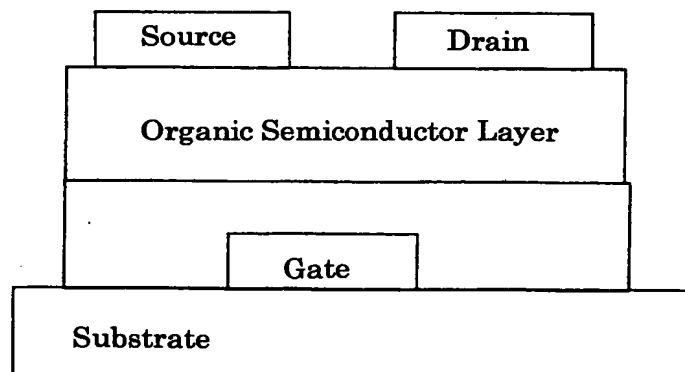 Source
Drain
Organic Semiconductor Layer
Gate
Substrate